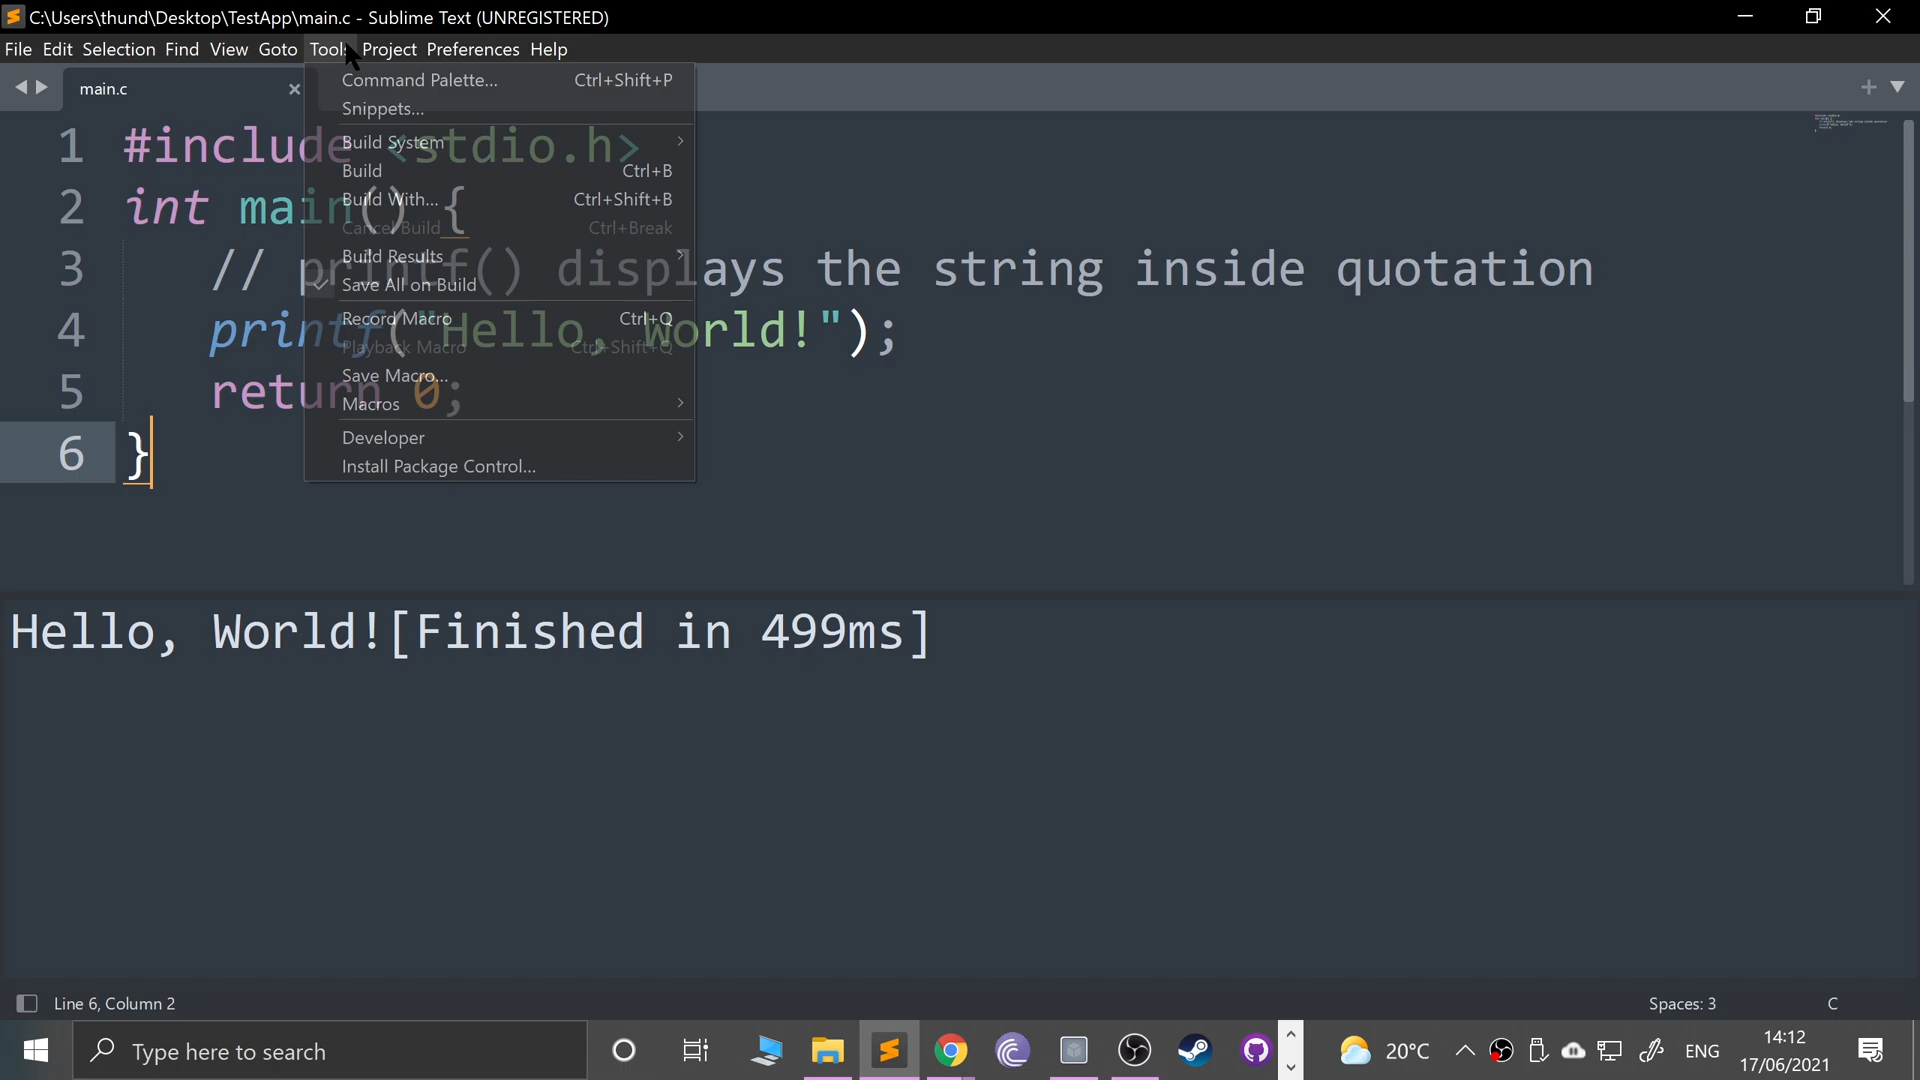 C:\Users\thund\Desktop\TestApp\main.c - Sublime Text (UNREGISTERED)
File Edit Selection Find View Goto Tools Project Preferences Help
main.c
Command Palette... Ctrl+Shift+P
Snippets...
Build System
Build Ctrl+B
Build With... Ctrl+Shift+B
Cancel Build Ctrl+Break
Build Results
Save All on Build
Record Macro Ctrl+Q
Playback Macro Ctrl+Shift+Q
Save Macro...
Macros
Developer
Install Package Control...
1 #include <stdio.h>
2 int main() {
3 // printf() displays the string inside quotation
4 printf("Hello, World!");
5 return 0;
6 }
Hello, World![Finished in 499ms]
Line 6, Column 2 Spaces: 3 C
Type here to search 20°C ENG 14:12
17/06/2021